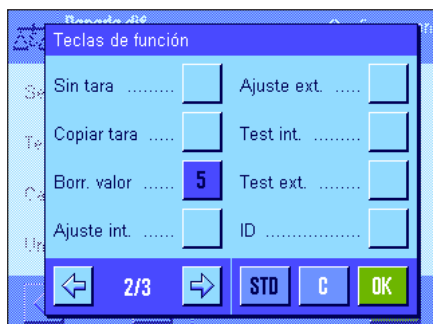 Teclas de función
Sin tara .........
Ajuste ext. .....
Copiar tara .....
Test int. .........
Borr. valor ...... 5
Test ext. ........
Ajuste int. ......
ID .................
2/3
STD
C
OK